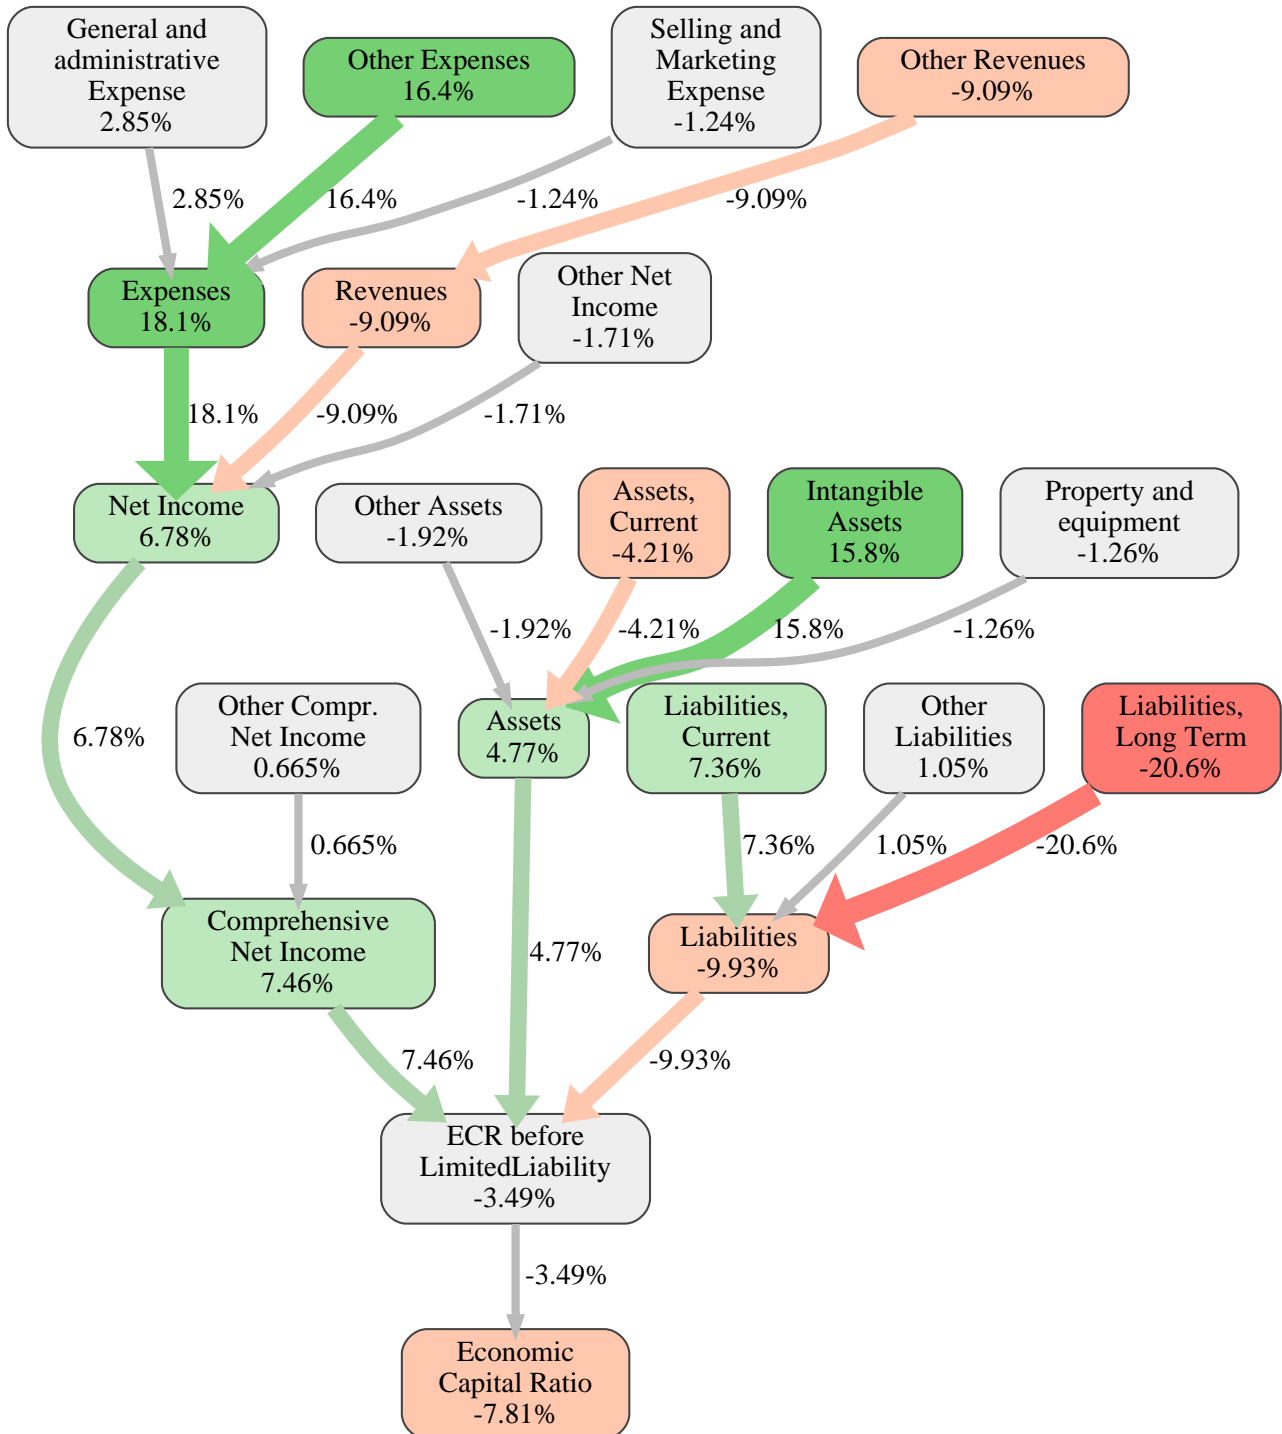 General and
administrative
Expense
2.85%
Other Expenses
16.4%
Selling and
Marketing
Expense
-1.24%
Other Revenues
-9.09%
2.85%
16.4%
-1.24%
-9.09%
Expenses
18.1%
Revenues
-9.09%
Other Net
Income
-1.71%
18.1%
-9.09%
-1.71%
Net Income
6.78%
Other Assets
-1.92%
Assets,
Current
-4.21%
Intangible
Assets
15.8%
Property and
equipment
-1.26%
-1.92%
-4.21%
15.8%
-1.26%
6.78%
Other Compr.
Net Income
0.665%
Assets
4.77%
Liabilities,
Current
7.36%
Other
Liabilities
1.05%
Liabilities,
Long Term
-20.6%
0.665%
7.36%
1.05%
-20.6%
Comprehensive
Net Income
7.46%
4.77%
Liabilities
-9.93%
7.46%
-9.93%
ECR before
LimitedLiability
-3.49%
-3.49%
Economic
Capital Ratio
-7.81%